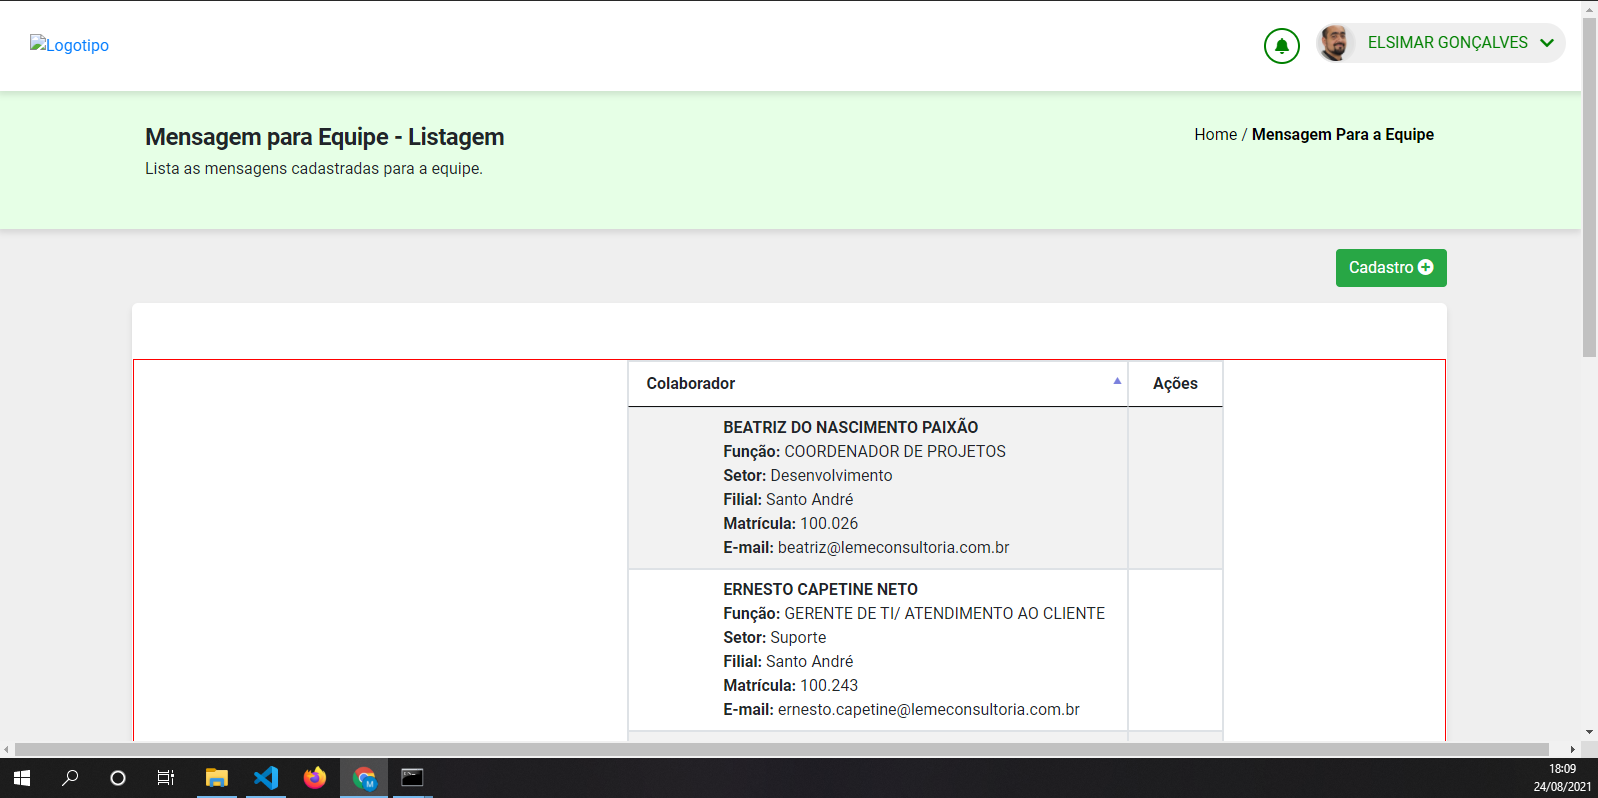 Logotipo
ELSIMAR GONÇALVES
Mensagem para Equipe - Listagem
Home / Mensagem Para a Equipe
Lista as mensagens cadastradas para a equipe.
Cadastro
Colaborador
Ações
BEATRIZ DO NASCIMENTO PAIXÃO
Função: COORDENADOR DE PROJETOS
Setor: Desenvolvimento
Filial: Santo André
Matrícula: 100.026
E-mail: beatriz@lemeconsultoria.com.br
ERNESTO CAPETINE NETO
Função: GERENTE DE TI/ ATENDIMENTO AO CLIENTE
Setor: Suporte
Filial: Santo André
Matrícula: 100.243
E-mail: ernesto.capetine@lemeconsultoria.com.br
M
18:09
24/08/2021